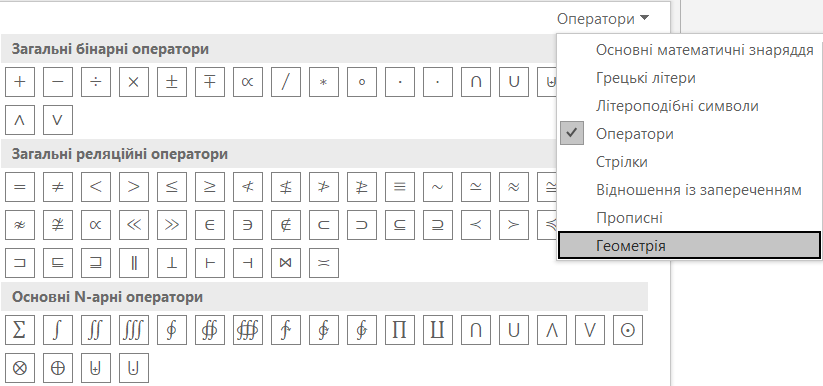 Оператори
Загальні бінарні оператори
+ − ÷ × ± ∓ ∝ / ∗ ∘ ∙ ⋅ ∩ ∪ ⊎
∧ ∨
Загальні реляційні оператори
= ≠ < > ≤ ≥ ≮ ≰ ≯ ≱ ≡ ∼ ≃ ≈ ≅
≉ ≇ ∝ ≪ ≫ ∈ ∋ ∉ ⊂ ⊃ ⊆ ⊇ ≺ ≻ ≼
⊐ ⊑ ⊒ ∥ ⊥ ⊢ ⊣ ⋈ ≍
Основні N-арні оператори
∑ ∫ ∬ ∭ ∮ ∯ ∰ ∱ ∲ ∳ ∏ ∐ ⋂ ⋃ ⋀ ⋁ ⨀
⨂ ⨁ ⨄ ⨃
Основні математичні знаряддя
Грецькі літери
Літероподібні символи
Оператори
Стрілки
Відношення із запереченням
Прописні
Геометрія